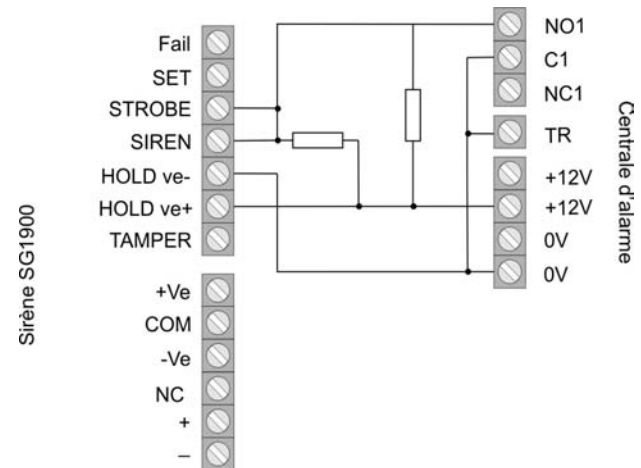 Sirène SG1900
Fail
SET
STROBE
SIREN
HOLD ve-
HOLD ve+
TAMPER
+Ve
COM
-Ve
NC
+
–
NO1
C1
NC1
TR
+12V
+12V
0V
0V
Centrale d'alarme